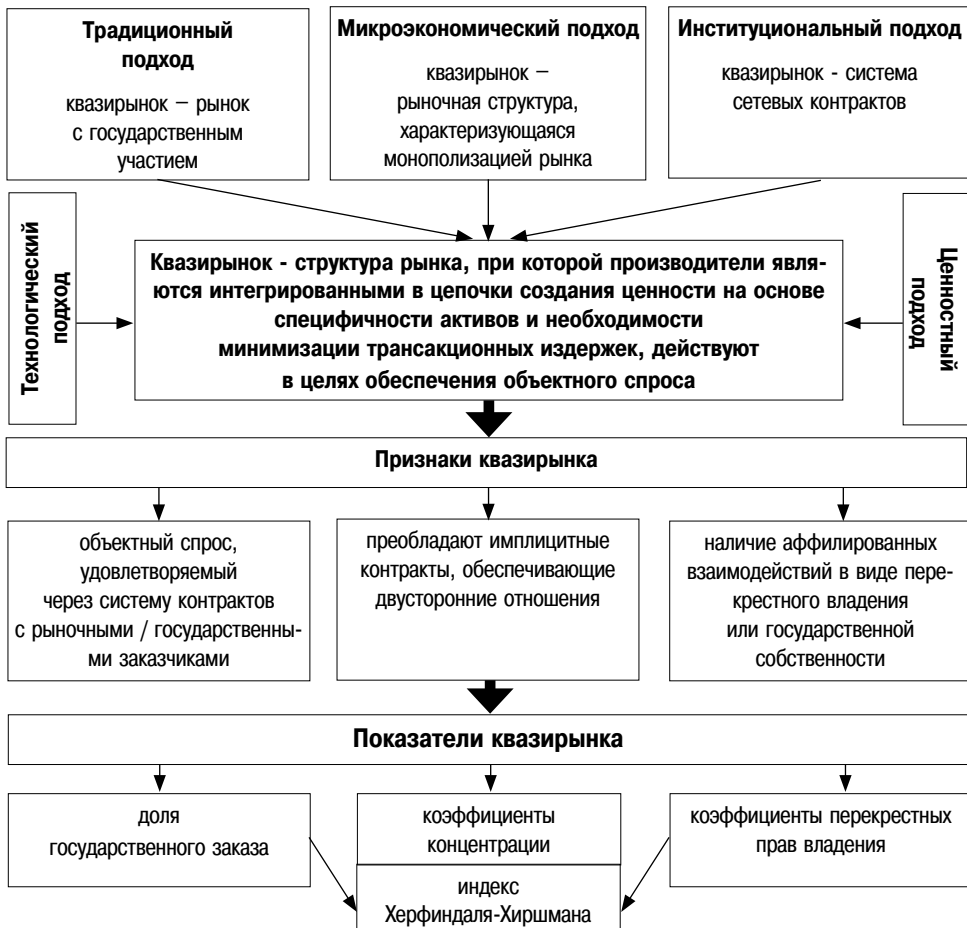 Традиционный
подход
квазирынок – рынок
с государственным
участием
Микроэкономический подход
квазирынок –
рыночная структура,
характеризующаяся
монополизацией рынка
Институциональный подход
квазирынок - система
сетевых контрактов
Технологический
подход
Квазирынок - структура рынка, при которой производители явля-
ются интегрированными в цепочки создания ценности на основе
специфичности активов и необходимости
минимизации трансакционных издержек, действуют
в целях обеспечения объектного спроса
Ценностный
подход
Признаки квазирынка
объектный спрос,
удовлетворяемый
через систему контрактов
с рыночными / государственны-
ми заказчиками
преобладают имплицитные
контракты, обеспечивающие
двусторонние отношения
наличие аффилированных
взаимодействий в виде пере-
крестного владения
или государственной
собственности
Показатели квазирынка
доля
государственного заказа
коэффициенты
концентрации
индекс
Херфиндаля-Хиршмана
коэффициенты перекрестных
прав владения